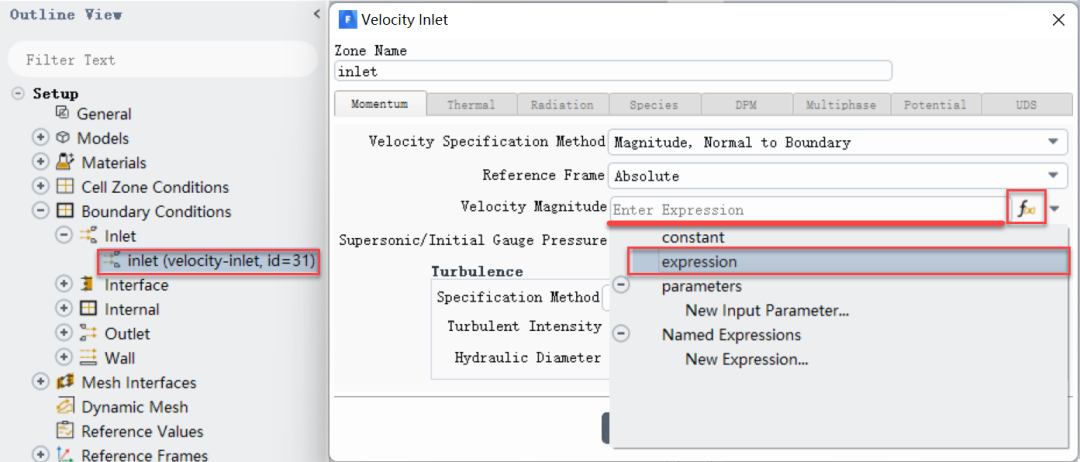 Outline View
<
Filter Text
Setup
General
Models
Materials
Cell Zone Conditions
Boundary Conditions
Inlet
inlet (velocity-inlet, id=31)
Interface
Internal
Outlet
Wall
Mesh Interfaces
Dynamic Mesh
Reference Values
Reference Frames
F Velocity Inlet
Zone Name
inlet
Momentum Thermal Radiation Species DPM Multiphase Potential UDS
Velocity Specification Method Magnitude, Normal to Boundary
Reference Frame Absolute
Velocity Magnitude Enter Expression f(x)
Supersonic/Initial Gauge Pressure
Turbulence
Specification Method
Turbulent Intensity
Hydraulic Diameter
constant
expression
parameters
New Input Parameter...
Named Expressions
New Expression...